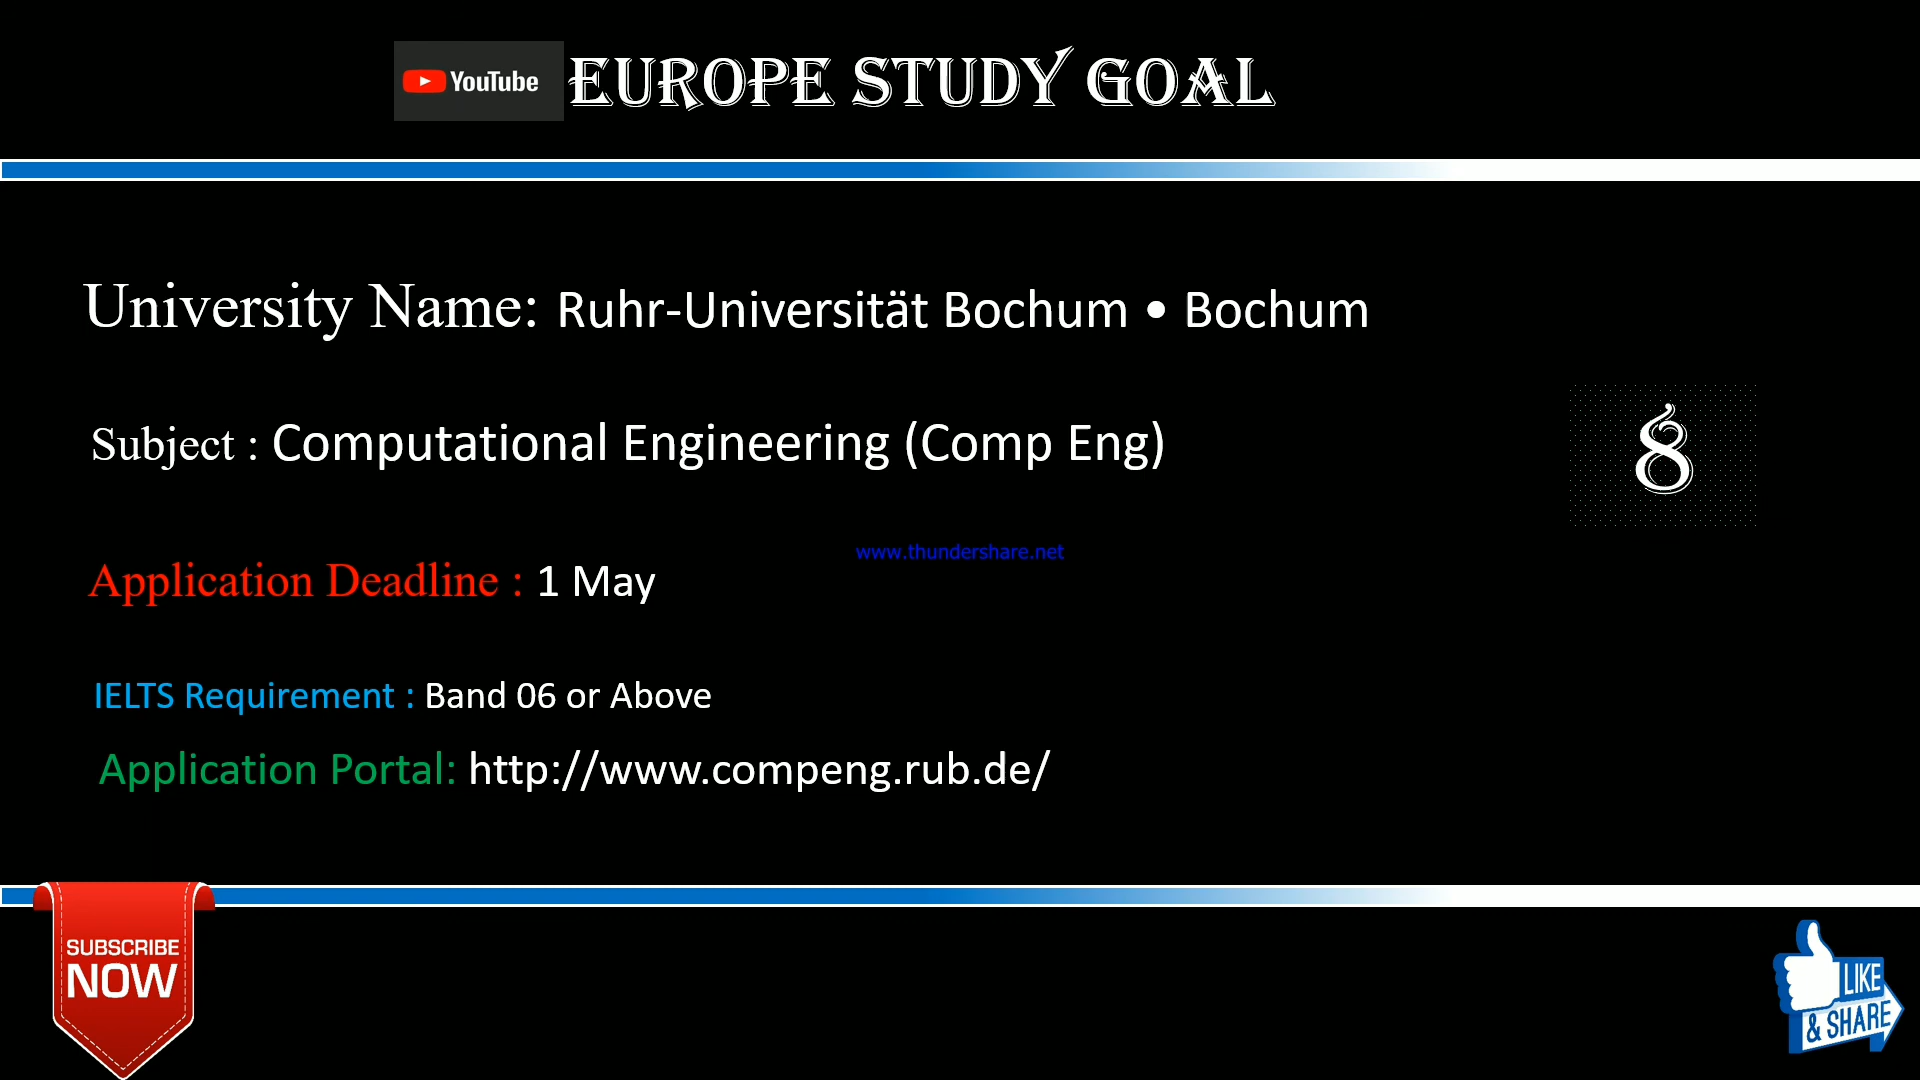 YouTube EUROPE STUDY GOAL
University Name: Ruhr-Universität Bochum • Bochum
Subject : Computational Engineering (Comp Eng)
8
www.thundershare.net
Application Deadline : 1 May
IELTS Requirement : Band 06 or Above
Application Portal: http://www.compeng.rub.de/
SUBSCRIBE
NOW
LIKE
& SHARE